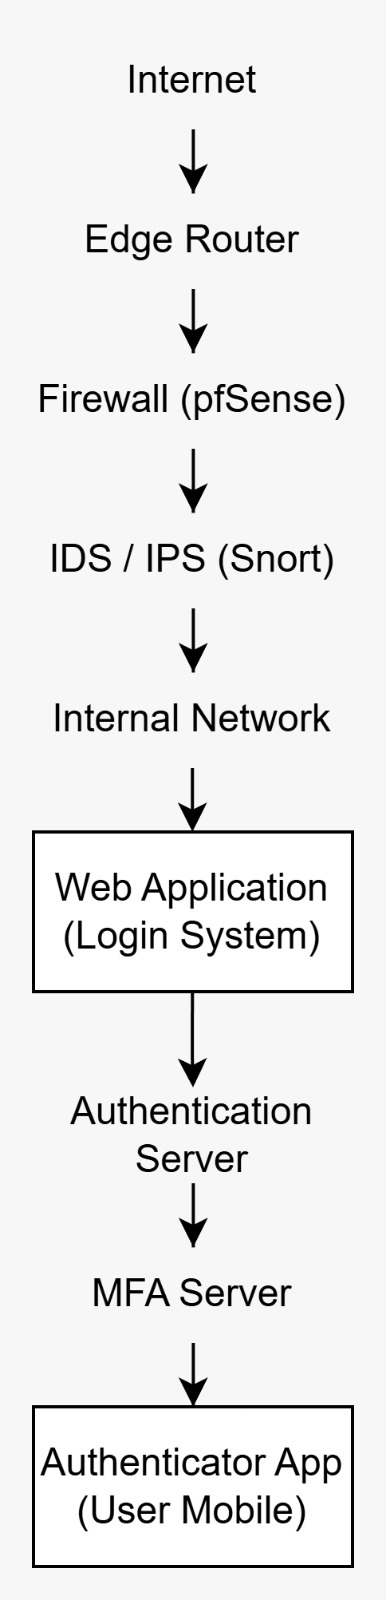 Internet
Edge Router
Firewall (pfSense)
IDS / IPS (Snort)
Internal Network
Web Application
(Login System)
Authentication
Server
MFA Server
Authenticator App
(User Mobile)